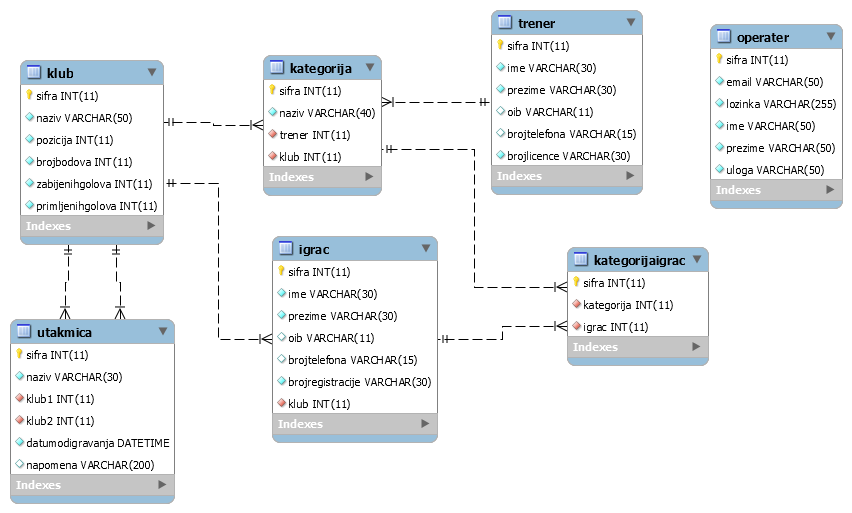 klub
sifra INT(11)
naziv VARCHAR(50)
pozicija INT(11)
brojbodova INT(11)
zabijenihgolova INT(11)
primljenihgolova INT(11)
Indexes
kategorija
sifra INT(11)
naziv VARCHAR(40)
trener INT(11)
klub INT(11)
Indexes
trener
sifra INT(11)
ime VARCHAR(30)
prezime VARCHAR(30)
oib VARCHAR(11)
brojtelefona VARCHAR(15)
brojlicence VARCHAR(30)
Indexes
operater
sifra INT(11)
email VARCHAR(50)
lozinka VARCHAR(255)
ime VARCHAR(50)
prezime VARCHAR(50)
uloga VARCHAR(50)
Indexes
utakmica
sifra INT(11)
naziv VARCHAR(30)
klub1 INT(11)
klub2 INT(11)
datumodigravanja DATETIME
napomena VARCHAR(200)
Indexes
igrac
sifra INT(11)
ime VARCHAR(30)
prezime VARCHAR(30)
oib VARCHAR(11)
brojtelefona VARCHAR(15)
brojregistracije VARCHAR(30)
klub INT(11)
Indexes
kategorijaigrac
sifra INT(11)
kategorija INT(11)
igrac INT(11)
Indexes